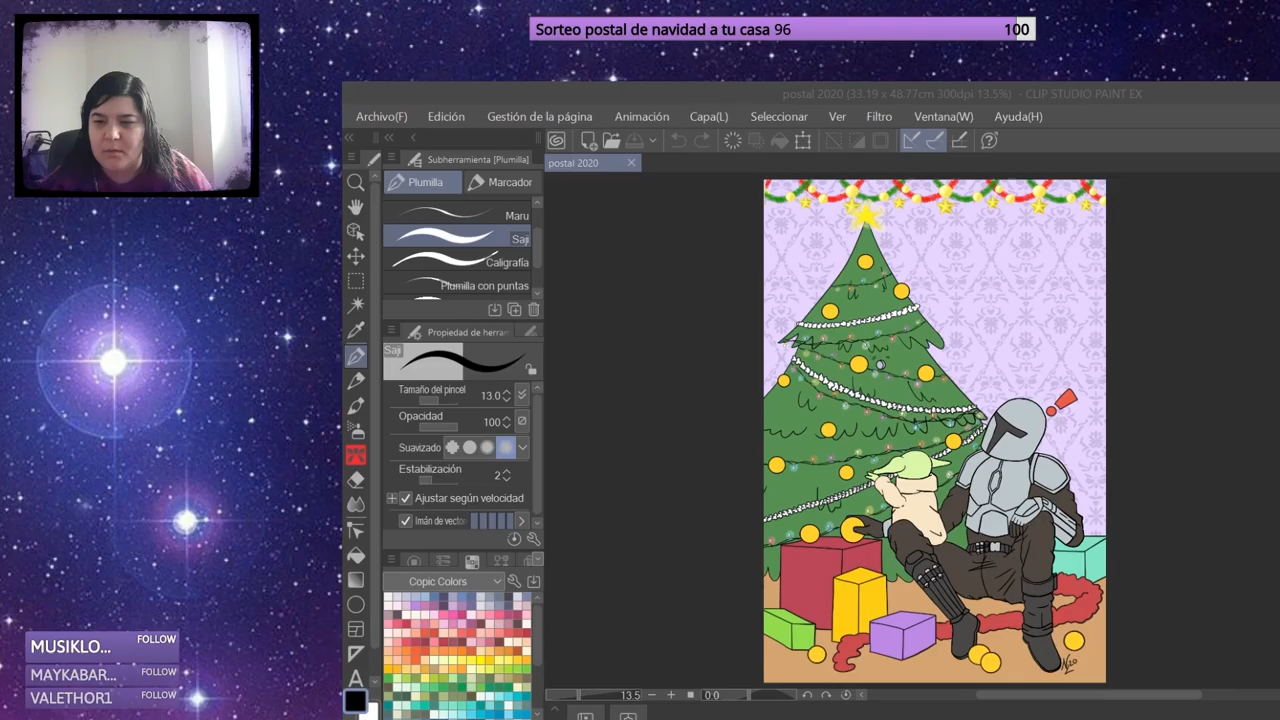 Sorteo postal de navidad a tu casa 96 100
postal 2020 (33.19 x 48.77cm 300dpi 13.5%) - CLIP STUDIO PAINT EX
Archivo(F) Edición Gestión de la página Animación Capa(L) Seleccionar Ver Filtro Ventana(W) Ayuda(H)
Subherramienta [Plumilla]
postal 2020
Plumilla Marcador
Maru
Saji
Caligrafía
Plumilla con puntas
Propiedad de herran
Saji
Tamaño del pincel 13.0
Opacidad 100
Suavizado
Estabilización 2
Ajustar según velocidad
Imán de vecto
Copic Colors
MUSIKLO... FOLLOW
MAYKABAR... FOLLOW
VALETHOR1 FOLLOW
13.5 0.0